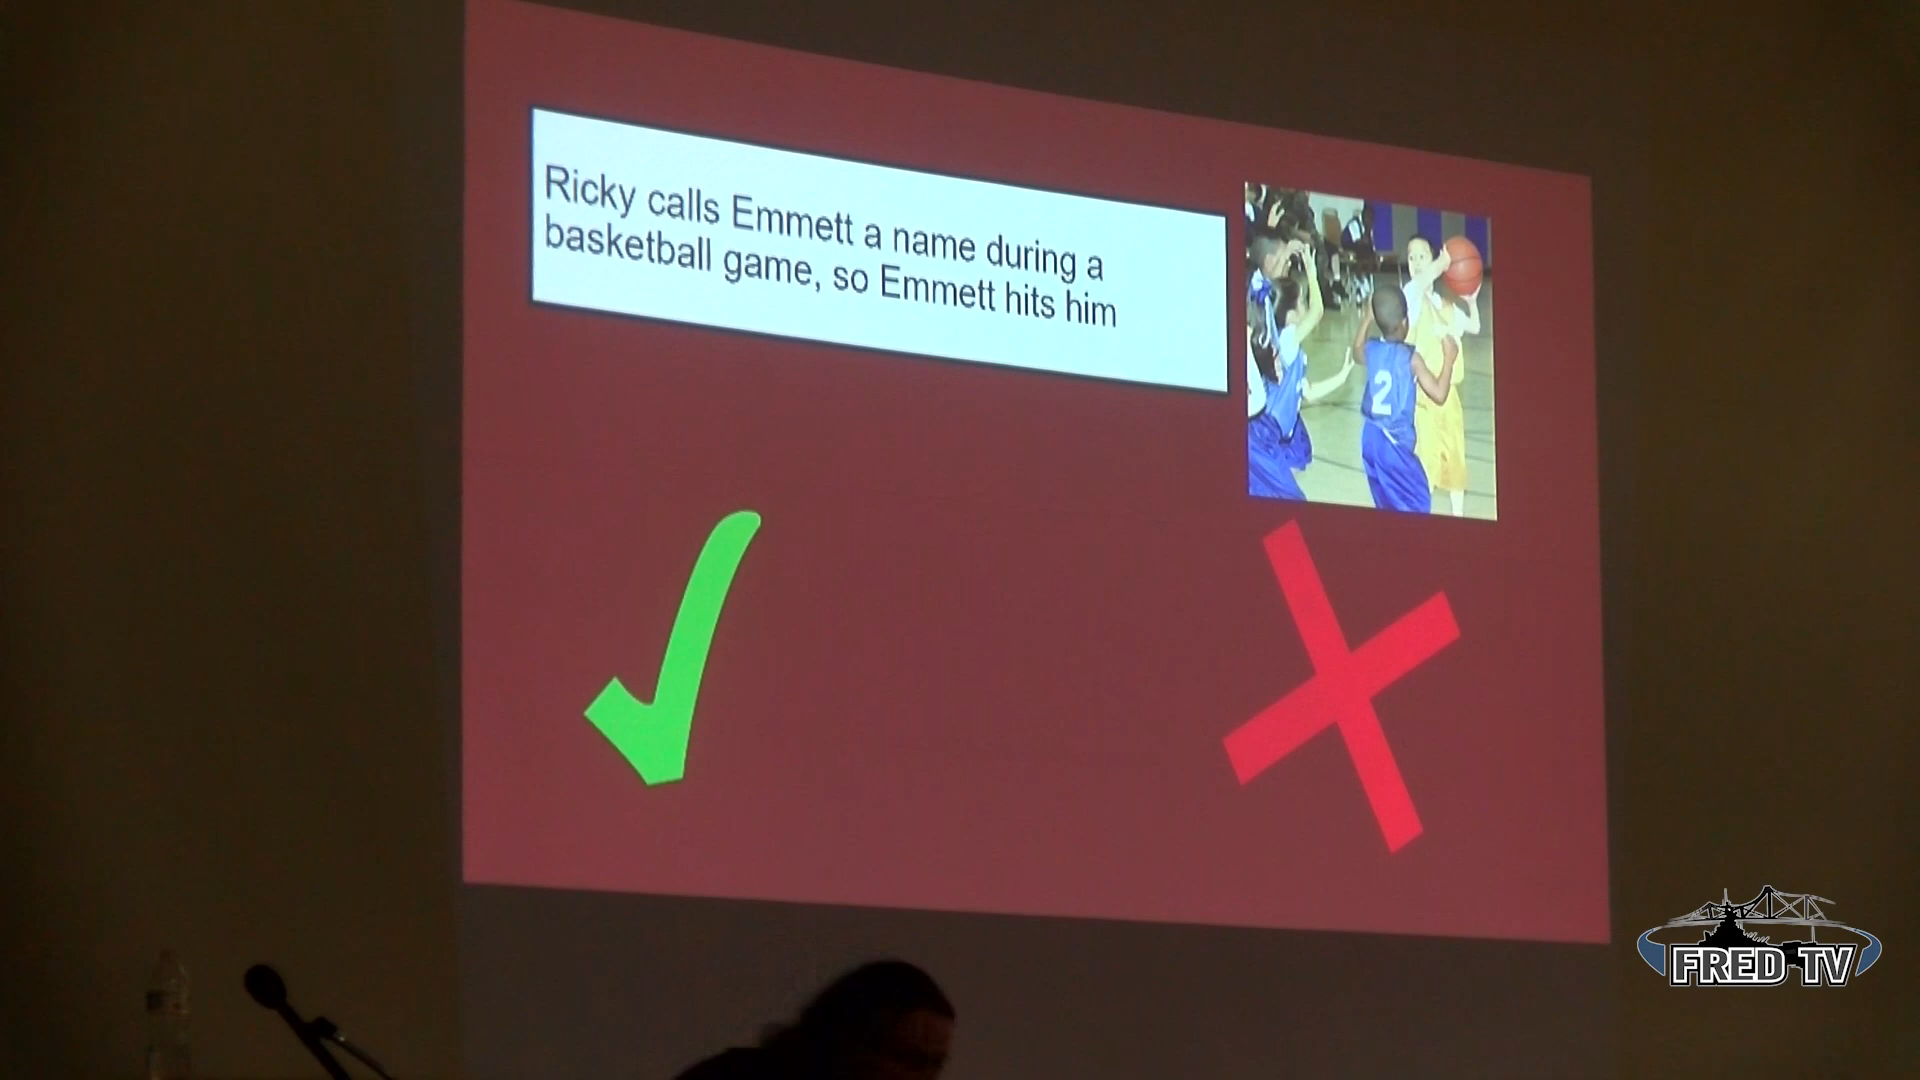 Ricky calls Emmett a name during a
basketball game, so Emmett hits him
2
FRED TV